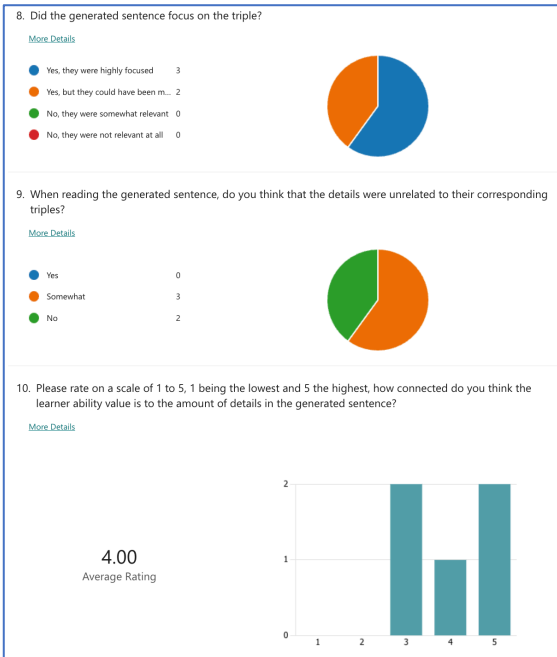 8. Did the generated sentence focus on the triple?
More Details
Yes, they were highly focused 3
Yes, but they could have been m... 2
No, they were somewhat relevant 0
No, they were not relevant at all 0
9. When reading the generated sentence, do you think that the details were unrelated to their corresponding
triples?
More Details
Yes 0
Somewhat 3
No 2
10. Please rate on a scale of 1 to 5, 1 being the lowest and 5 the highest, how connected do you think the
learner ability value is to the amount of details in the generated sentence?
More Details
4.00
Average Rating
2
1
0
1 2 3 4 5